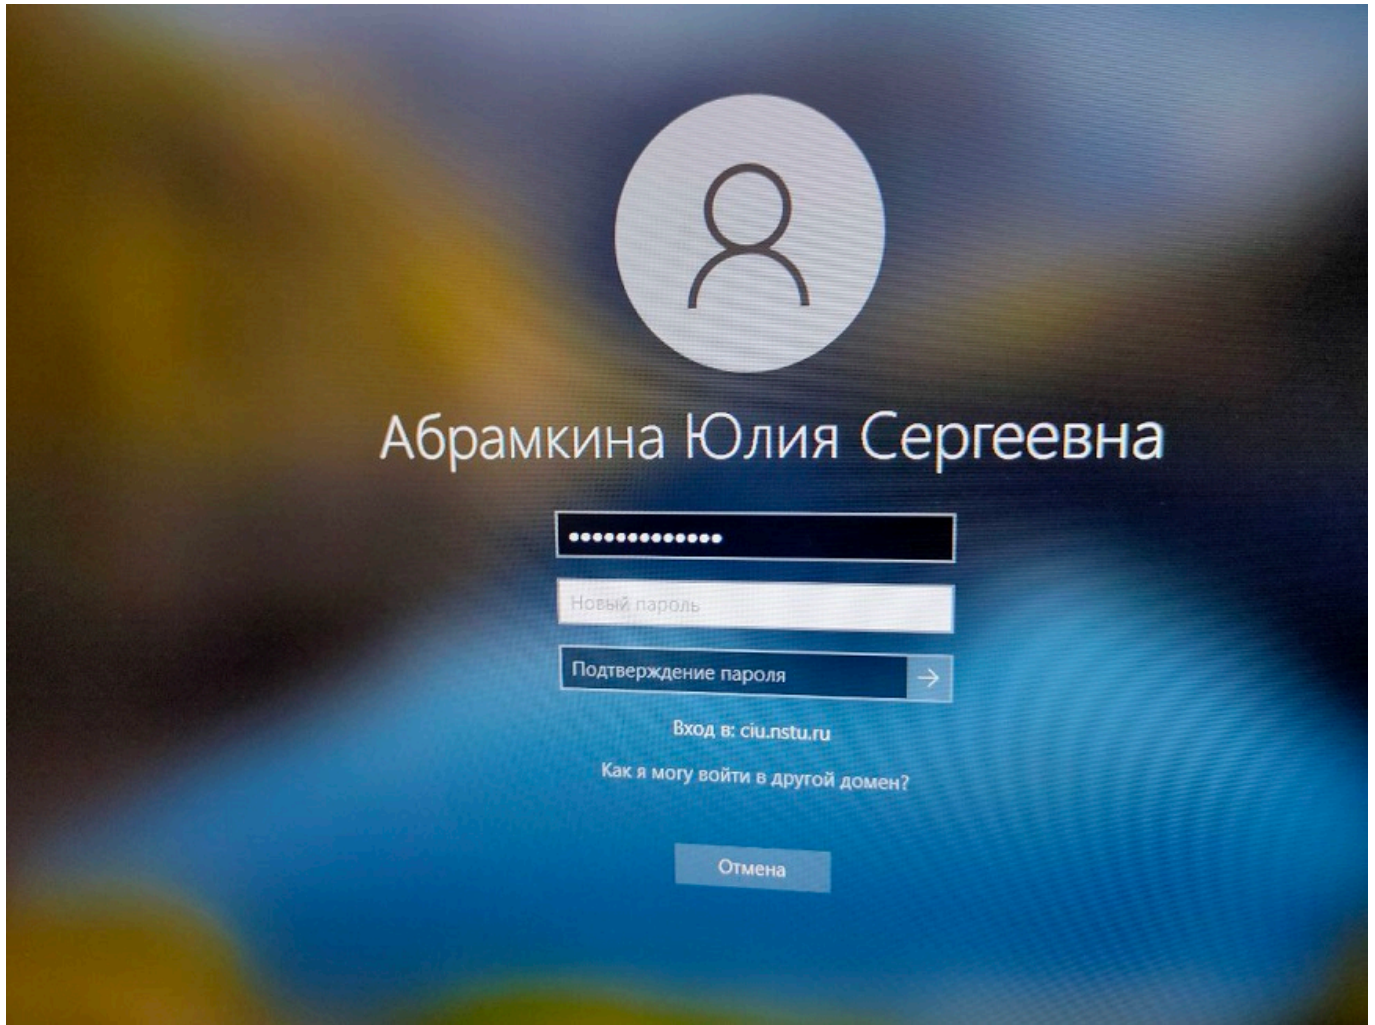 Абрамкина Юлия Сергеевна
•••••••••••••
Новый пароль
Подтверждение пароля
Вход в: ciu.nstu.ru
Как я могу войти в другой домен?
Отмена